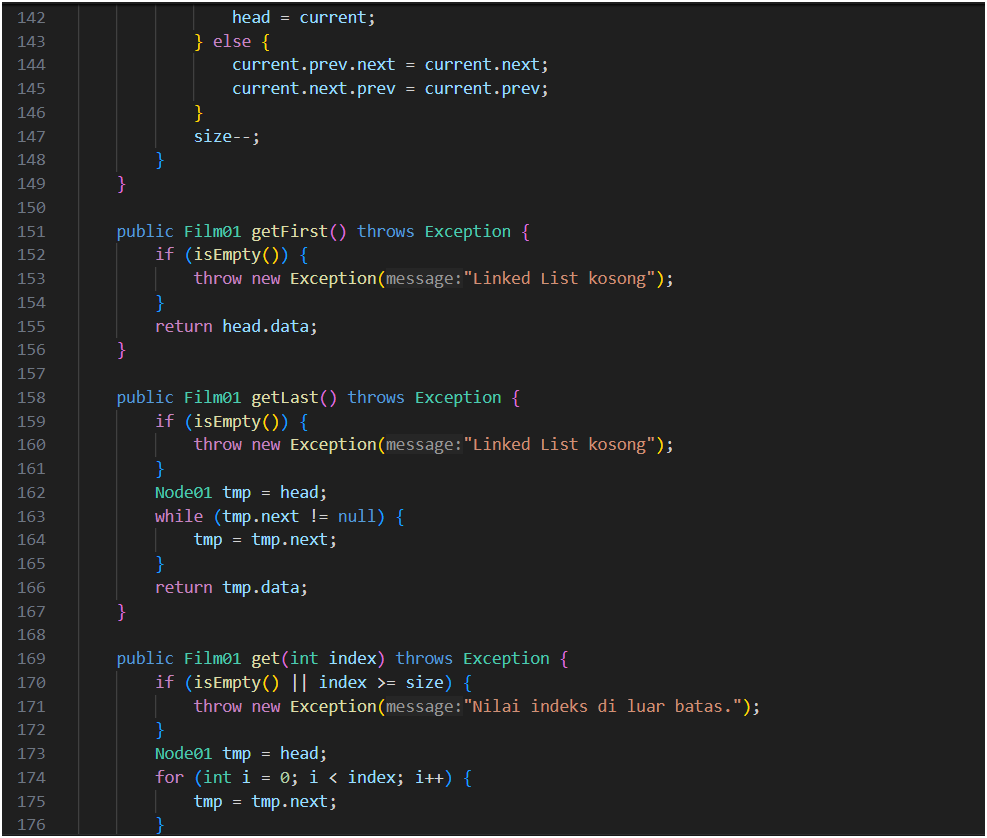 142                 head = current;
143             } else {
144                 current.prev.next = current.next;
145                 current.next.prev = current.prev;
146             }
147             size--;
148         }
149     }
150
151     public Film01 getFirst() throws Exception {
152         if (isEmpty()) {
153             throw new Exception(message:"Linked List kosong");
154         }
155         return head.data;
156     }
157
158     public Film01 getLast() throws Exception {
159         if (isEmpty()) {
160             throw new Exception(message:"Linked List kosong");
161         }
162         Node01 tmp = head;
163         while (tmp.next != null) {
164             tmp = tmp.next;
165         }
166         return tmp.data;
167     }
168
169     public Film01 get(int index) throws Exception {
170         if (isEmpty() || index >= size) {
171             throw new Exception(message:"Nilai indeks di luar batas.");
172         }
173         Node01 tmp = head;
174         for (int i = 0; i < index; i++) {
175             tmp = tmp.next;
176         }